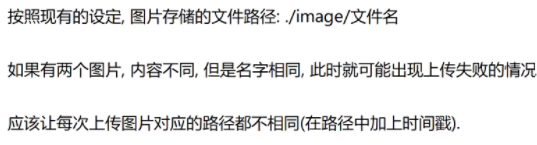 按照现有的设定, 图片存储的文件路径: ./image/文件名
如果有两个图片, 内容不同, 但是名字相同, 此时就可能出现上传失败的情况
应该让每次上传图片对应的路径都不相同(在路径中加上时间戳).